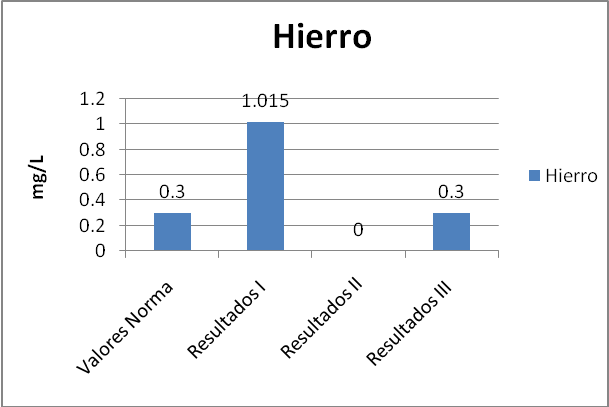 Hierro
mg/L
1.2
1
0.8
0.6
0.4
0.2
0
0.3
1.015
0
0.3
Valores Norma
Resultados I
Resultados II
Resultados III
Hierro